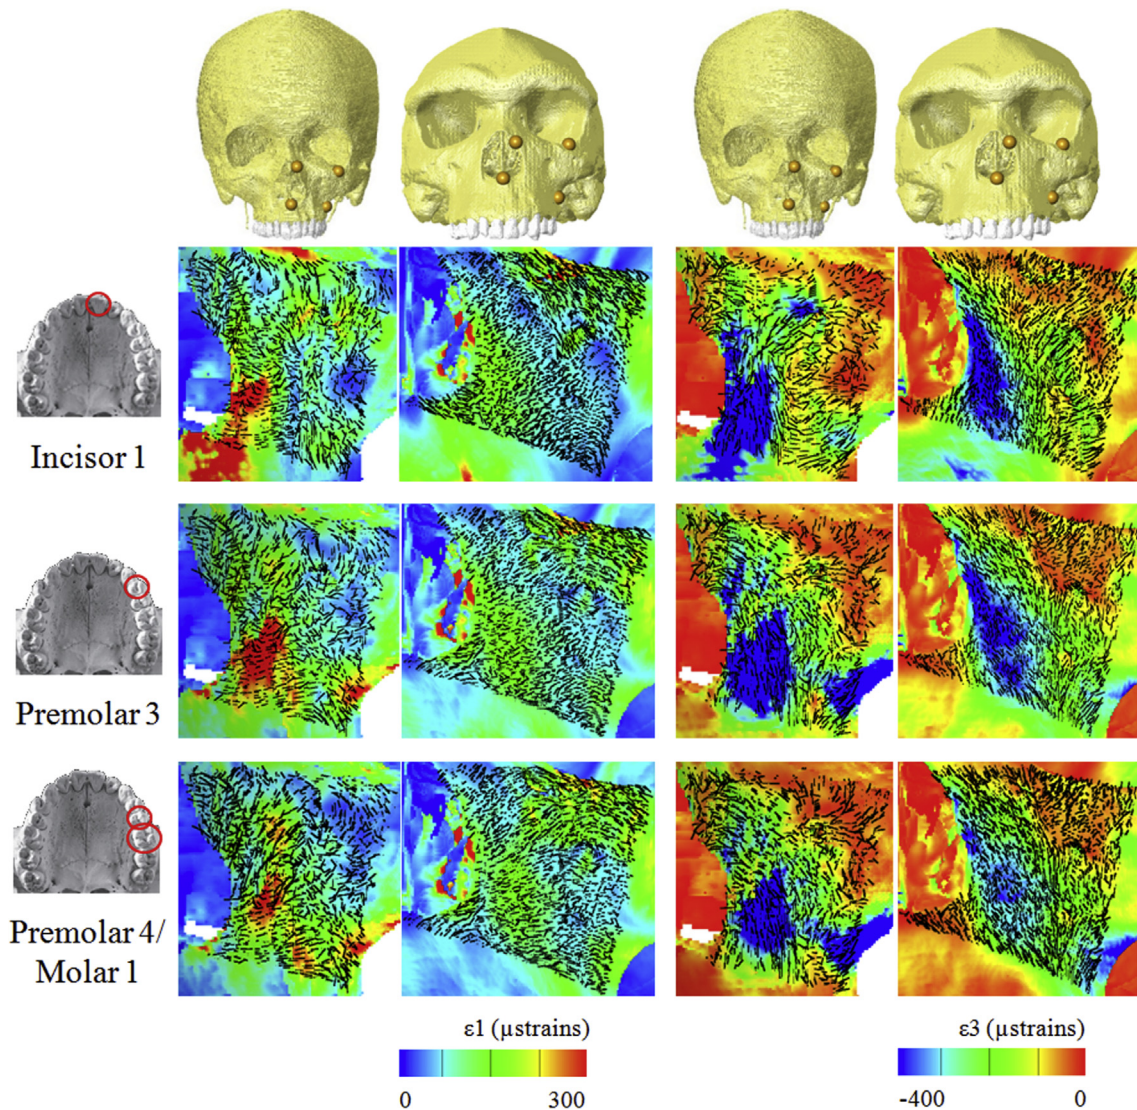 Incisor 1
Premolar 3
Premolar 4/
Molar 1
ε1 (µstrains)
0 300
ε3 (µstrains)
-400 0